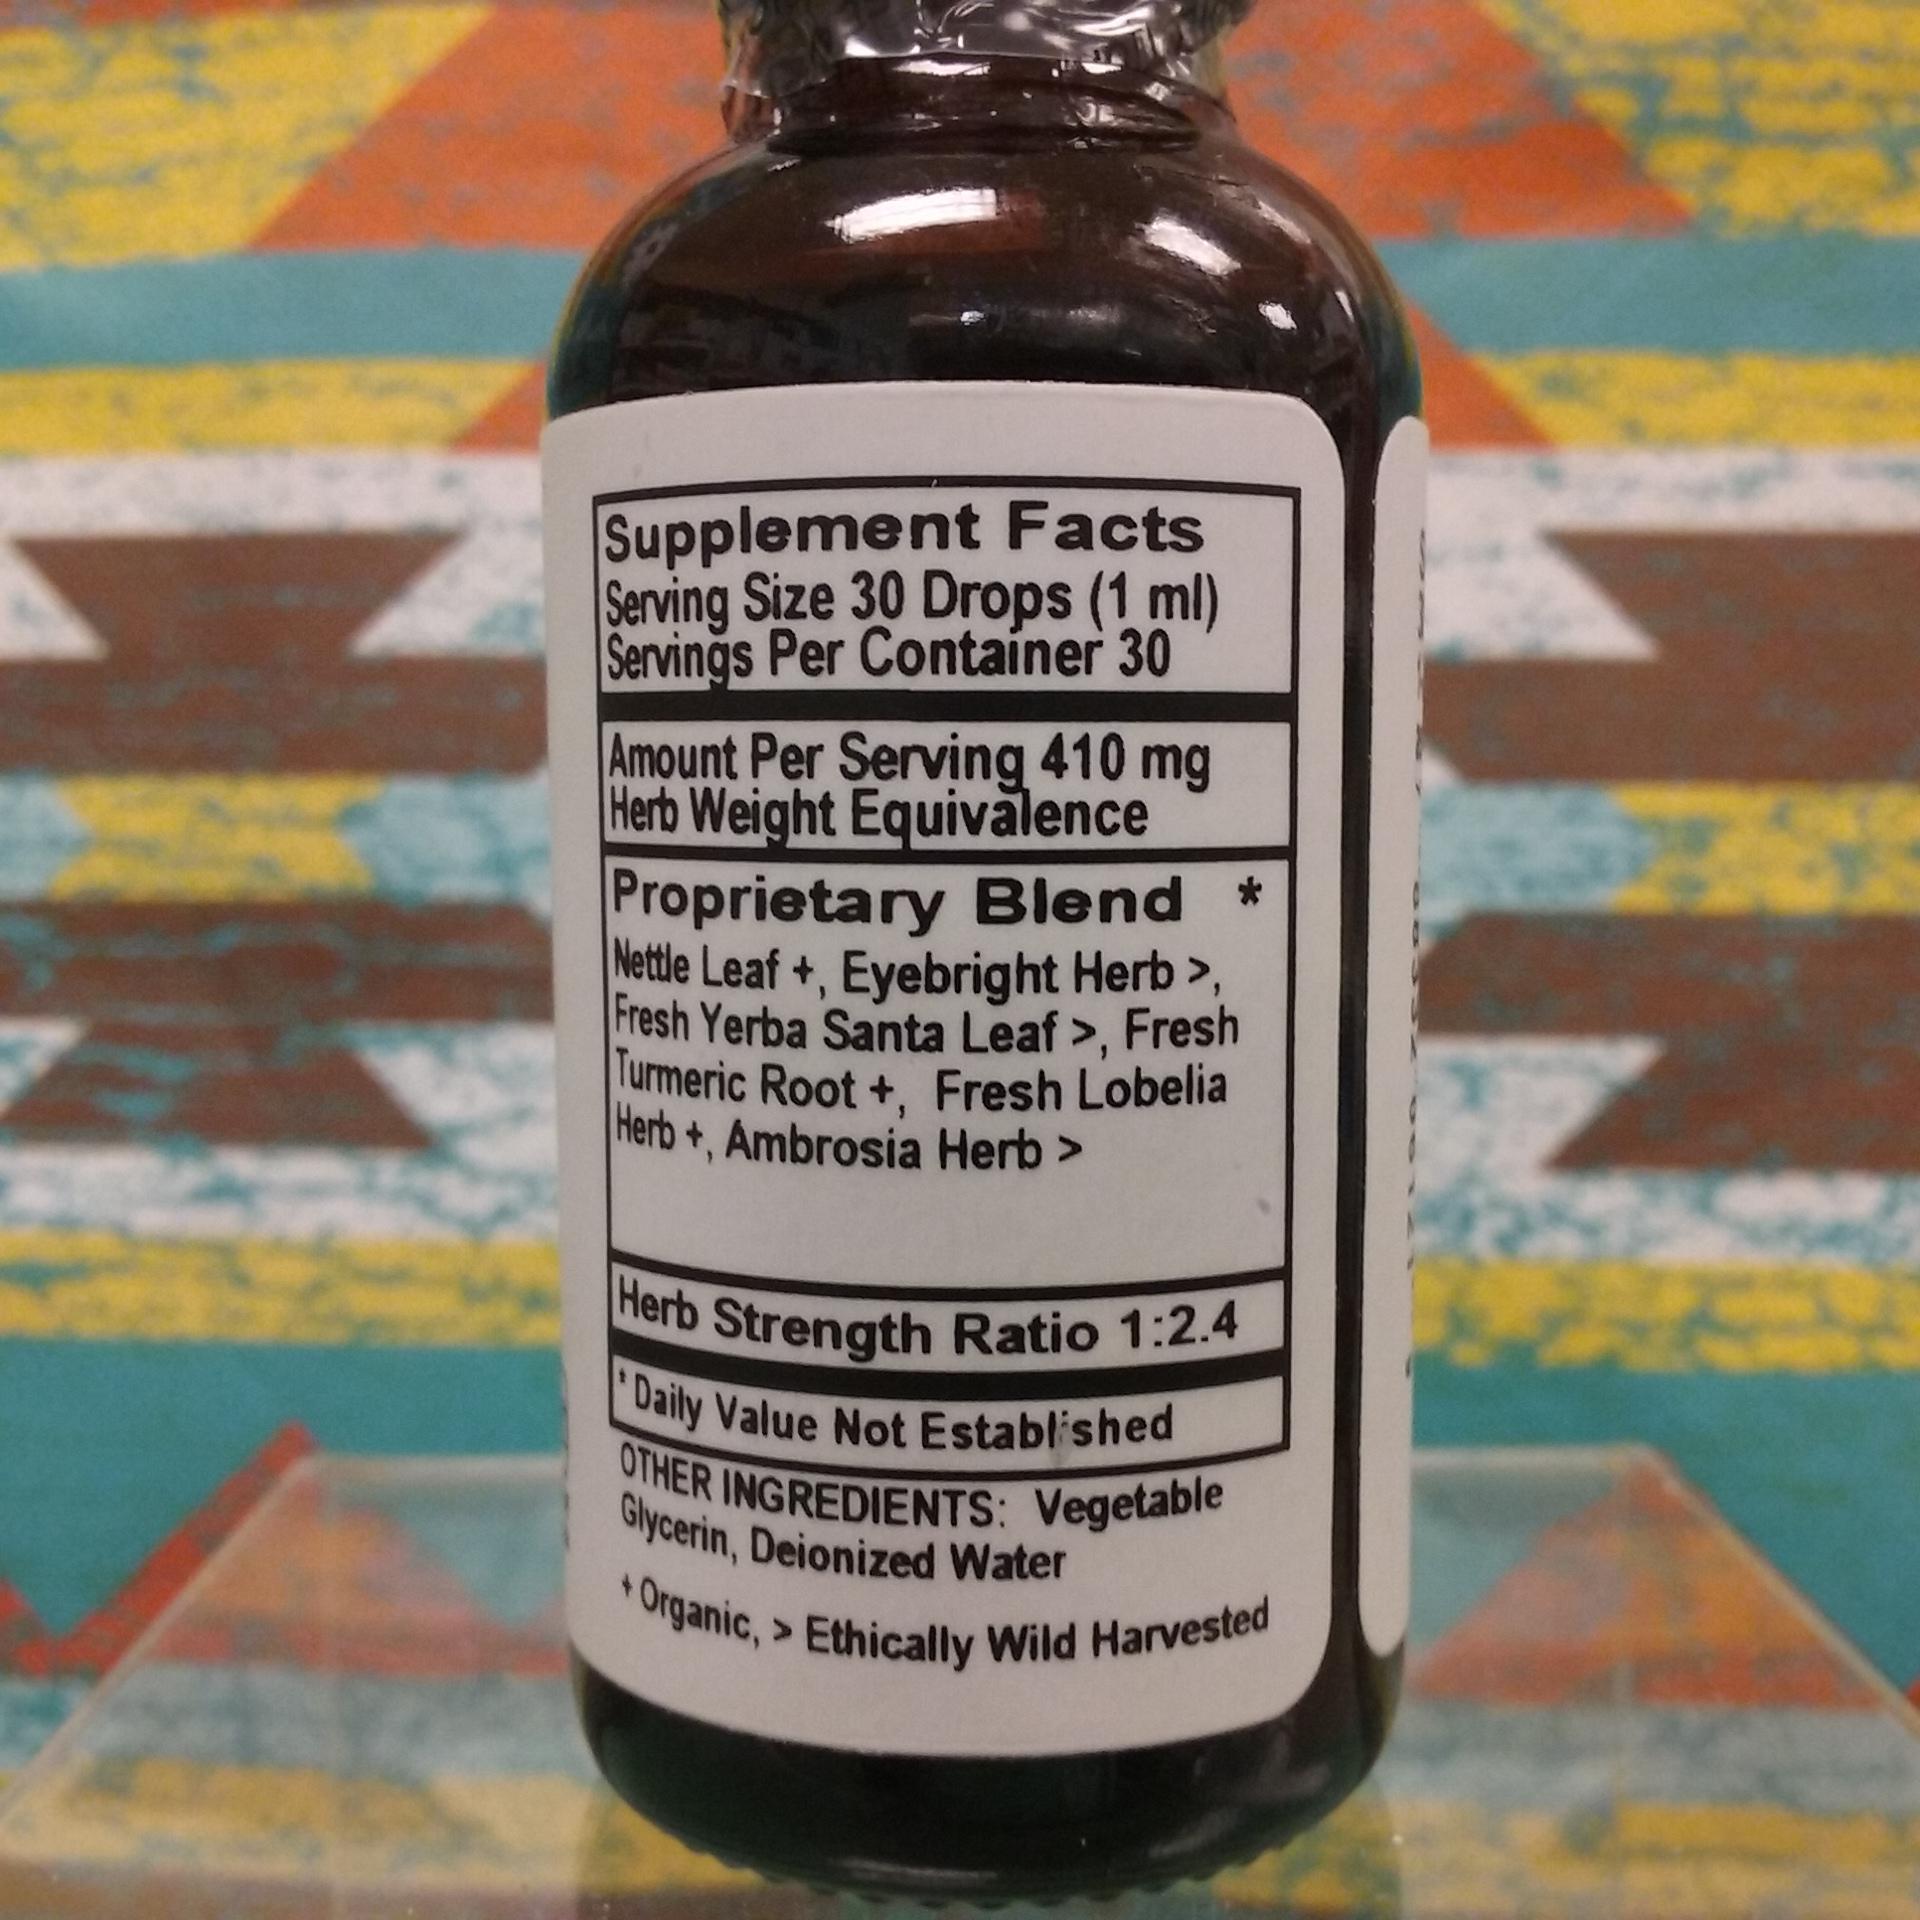 Supplement Facts
Serving Size 30 Drops (1 ml)
Servings Per Container 30
Amount Per Serving 410 mg
Herb Weight Equivalence
Proprietary Blend *
Nettle Leaf +, Eyebright Herb >,
Fresh Yerba Santa Leaf >, Fresh
Turmeric Root +, Fresh Lobelia
Herb +, Ambrosia Herb >
Herb Strength Ratio 1:2.4
* Daily Value Not Established
OTHER INGREDIENTS: Vegetable
Glycerin, Deionized Water
+ Organic, > Ethically Wild Harvested